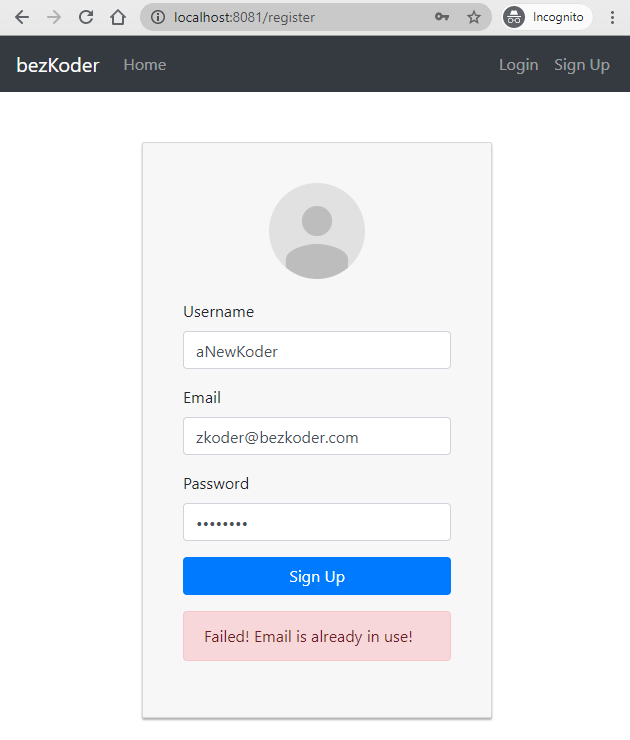 localhost:8081/register
Incognito
bezKoder Home Login Sign Up
Username
aNewKoder
Email
zkoder@bezkoder.com
Password
••••••••
Sign Up
Failed! Email is already in use!